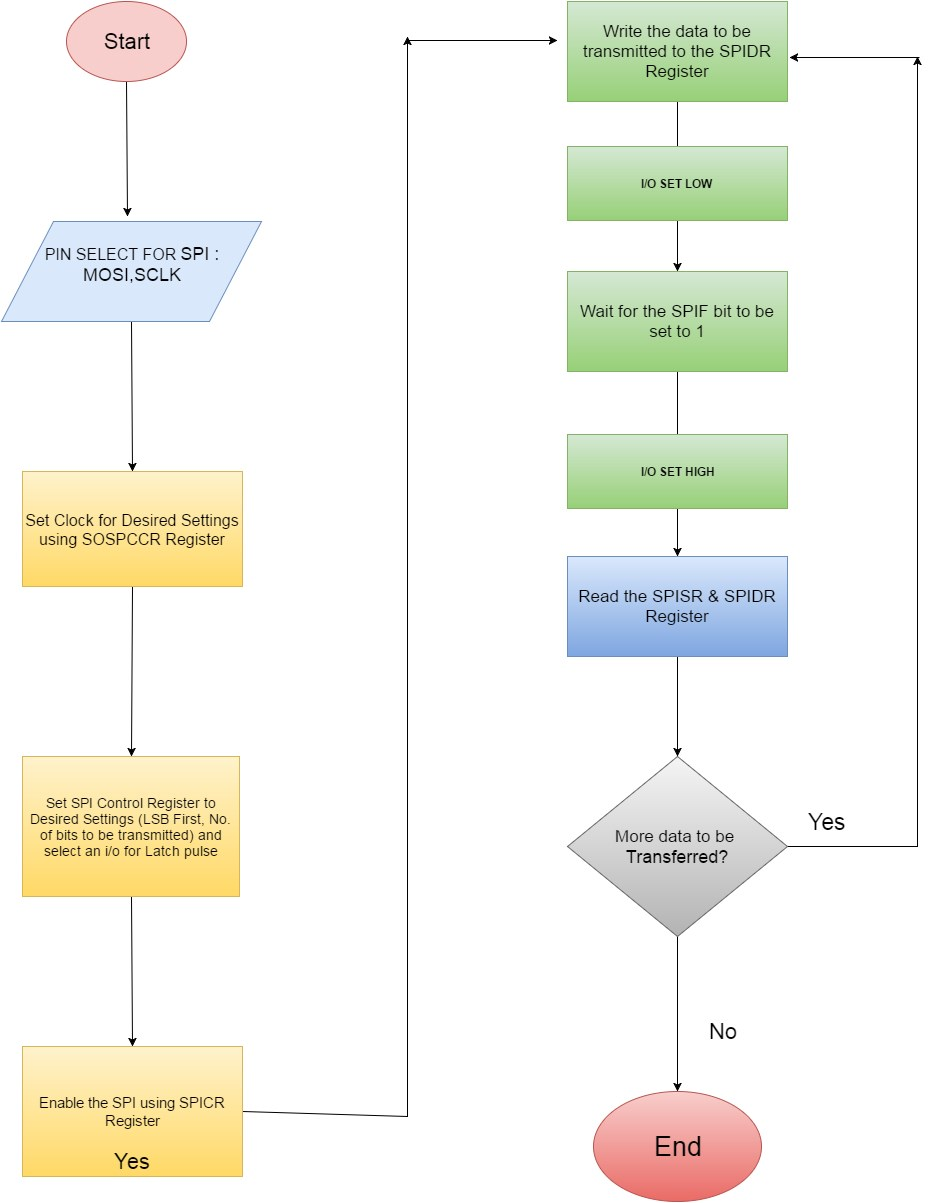 Start
PIN SELECT FOR SPI :
MOSI,SCLK
Set Clock for Desired Settings
using SOSPCCR Register
Set SPI Control Register to
Desired Settings (LSB First, No.
of bits to be transmitted) and
select an i/o for Latch pulse
Enable the SPI using SPICR
Register
Yes
Write the data to be
transmitted to the SPIDR
Register
I/O SET LOW
Wait for the SPIF bit to be
set to 1
I/O SET HIGH
Read the SPISR & SPIDR
Register
More data to be
Transferred?
Yes
No
End